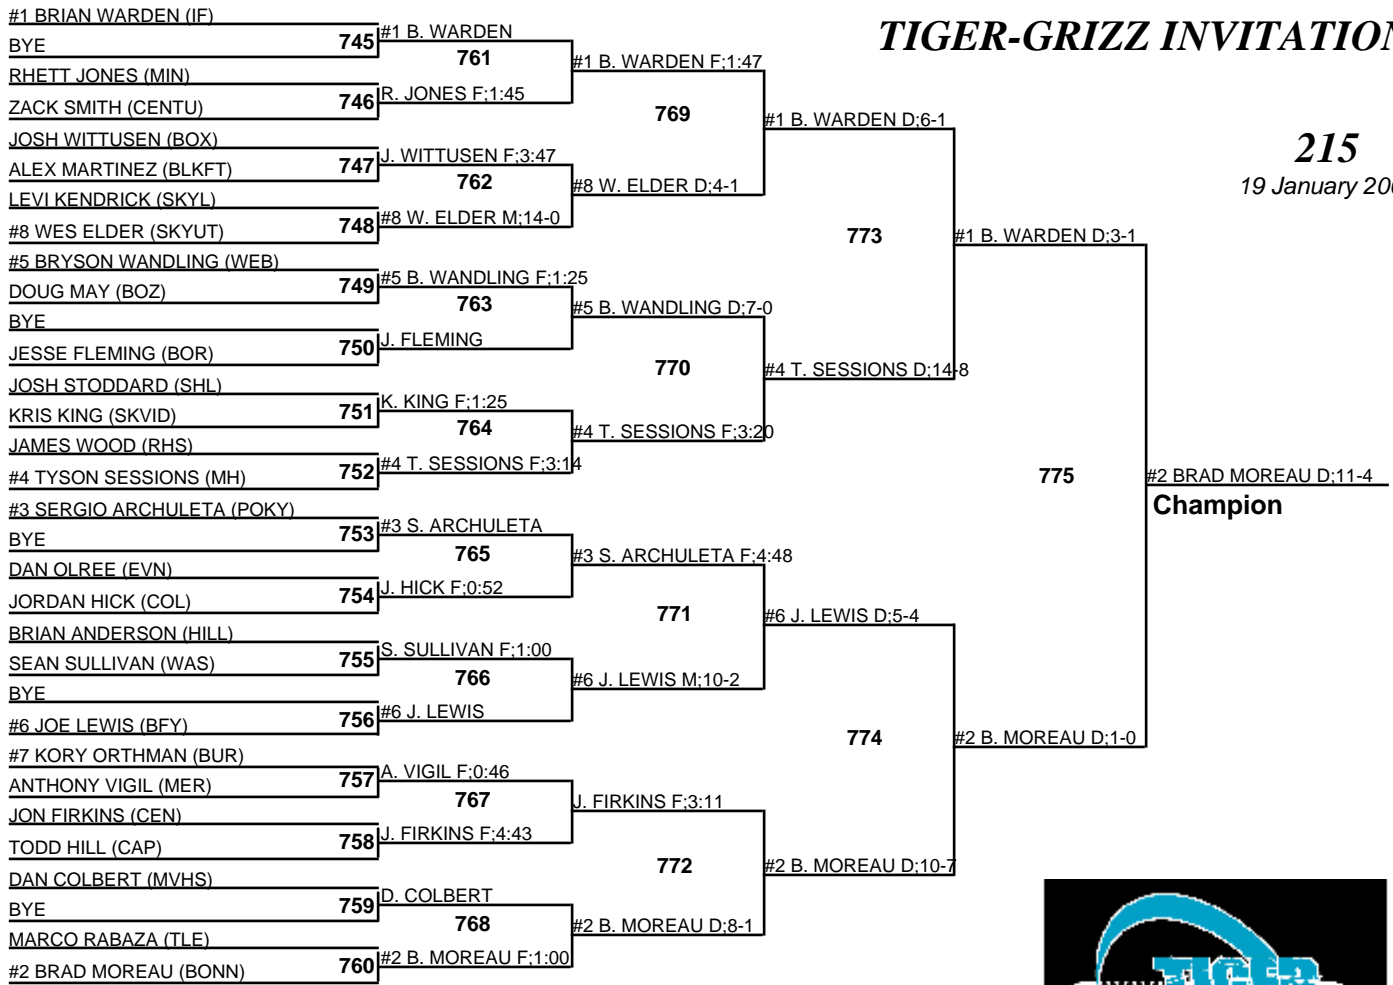 TIGER-GRIZZ INVITATION
215
19 January 200
#1 BRIAN WARDEN (IF)
BYE
RHETT JONES (MIN)
ZACK SMITH (CENTU)
JOSH WITTUSEN (BOX)
ALEX MARTINEZ (BLKFT)
LEVI KENDRICK (SKYL)
#8 WES ELDER (SKYUT)
#5 BRYSON WANDLING (WEB)
DOUG MAY (BOZ)
BYE
JESSE FLEMING (BOR)
JOSH STODDARD (SHL)
KRIS KING (SKVID)
JAMES WOOD (RHS)
#4 TYSON SESSIONS (MH)
#3 SERGIO ARCHULETA (POKY)
BYE
DAN OLREE (EVN)
JORDAN HICK (COL)
BRIAN ANDERSON (HILL)
SEAN SULLIVAN (WAS)
BYE
#6 JOE LEWIS (BFY)
#7 KORY ORTHMAN (BUR)
ANTHONY VIGIL (MER)
JON FIRKINS (CEN)
TODD HILL (CAP)
DAN COLBERT (MVHS)
BYE
MARCO RABAZA (TLE)
#2 BRAD MOREAU (BONN)
745
746
747
748
749
750
751
752
753
754
755
756
757
758
759
760
#1 B. WARDEN
761
R. JONES F;1:45
J. WITTUSEN F;3:47
762
#8 W. ELDER M;14-0
#5 B. WANDLING F;1:25
763
J. FLEMING
K. KING F;1:25
764
#4 T. SESSIONS F;3:14
#3 S. ARCHULETA
765
J. HICK F;0:52
S. SULLIVAN F;1:00
766
#6 J. LEWIS
A. VIGIL F;0:46
767
J. FIRKINS F;4:43
D. COLBERT
768
#2 B. MOREAU F;1:00
#1 B. WARDEN F;1:47
769
#8 W. ELDER D;4-1
#5 B. WANDLING D;7-0
770
#4 T. SESSIONS F;3:20
#3 S. ARCHULETA F;4:48
771
#6 J. LEWIS M;10-2
J. FIRKINS F;3:11
772
#2 B. MOREAU D;8-1
#1 B. WARDEN D;6-1
773
#4 T. SESSIONS D;14-8
#6 J. LEWIS D;5-4
774
#2 B. MOREAU D;10-7
#1 B. WARDEN D;3-1
775
#2 B. MOREAU D;1-0
#2 BRAD MOREAU D;11-4
Champion
TIGER